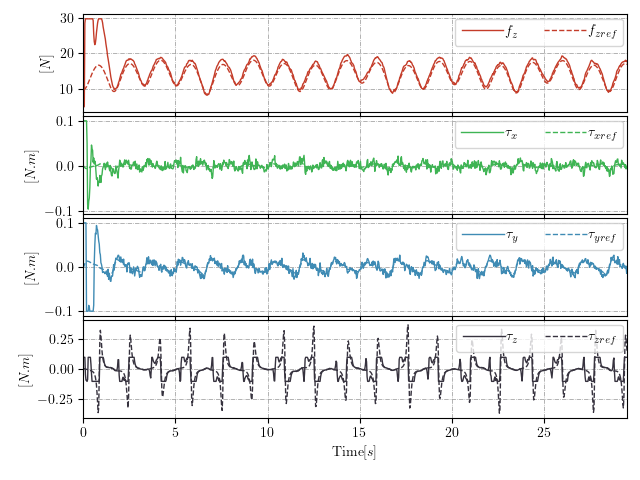 30
20
10
[N]
f_z
f_zref
0.1
0.0
−0.1
[N.m]
τ_x
τ_xref
0.1
0.0
−0.1
[N.m]
τ_y
τ_yref
0.25
0.00
−0.25
[N.m]
τ_z
τ_zref
0 5 10 15 20 25
Time[s]